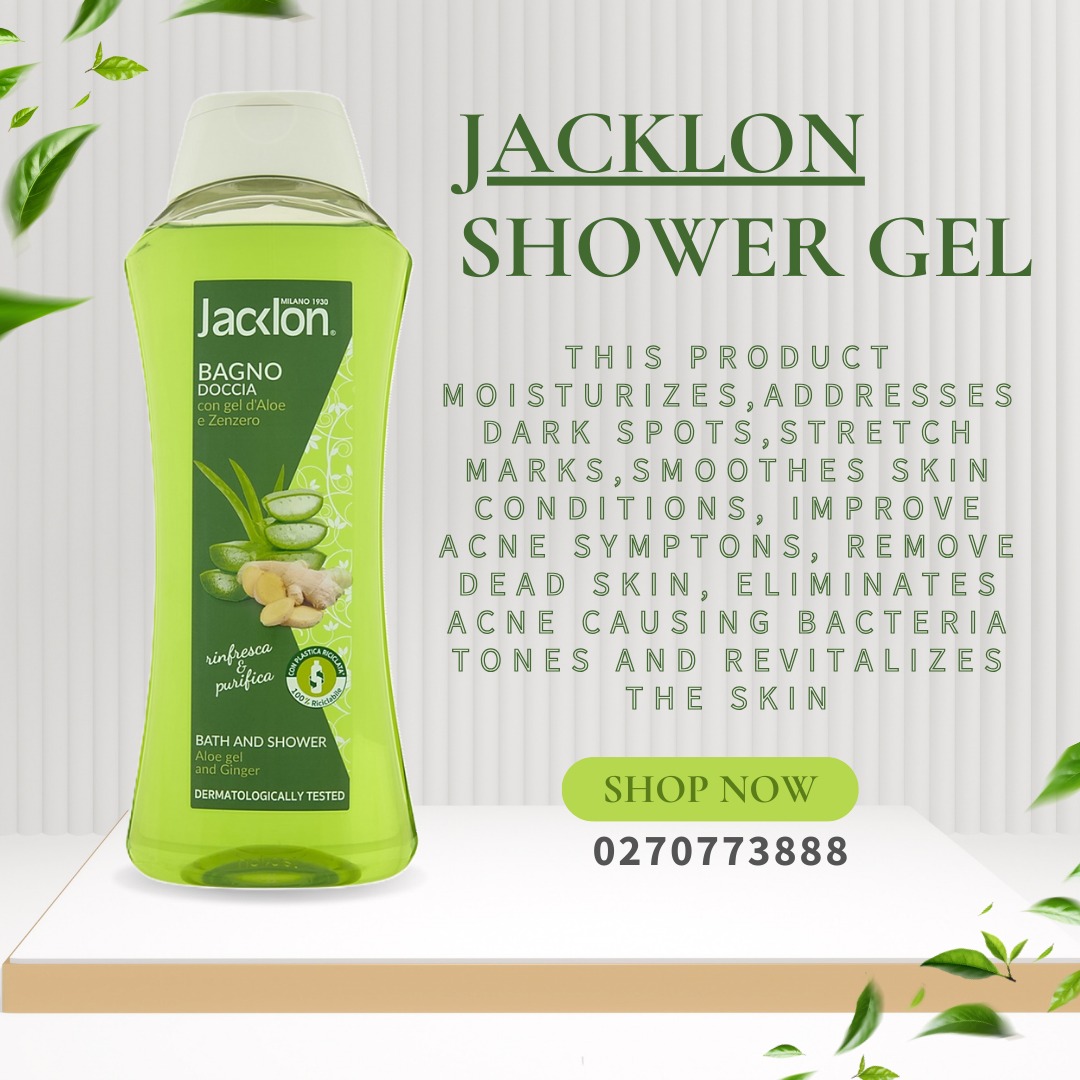 JACKLON
SHOWER GEL
THIS PRODUCT
MOISTURIZES,ADDRESSES
DARK SPOTS,STRETCH
MARKS,SMOOTHES SKIN
CONDITIONS, IMPROVE
ACNE SYMPTONS, REMOVE
DEAD SKIN, ELIMINATES
ACNE CAUSING BACTERIA
TONES AND REVITALIZES
THE SKIN
SHOP NOW
0270773888
MILANO 1930
Jacklon®
BAGNO
DOCCIA
con gel d'Aloe
e Zenzero
rinfresca
&
purifica
CON PLASTICA RICICLATA*
100% Riciclabile
BATH AND SHOWER
Aloe gel
and Ginger
DERMATOLOGICALLY TESTED